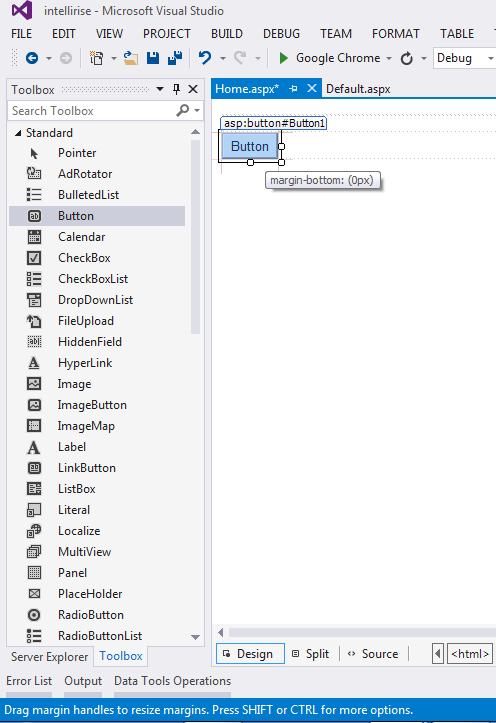 intellirise - Microsoft Visual Studio
FILE EDIT VIEW PROJECT BUILD DEBUG TEAM FORMAT TABLE
Google Chrome Debug
Toolbox
Home.aspx* Default.aspx
Search Toolbox
Standard
Pointer
AdRotator
BulletedList
Button
Calendar
CheckBox
CheckBoxList
DropDownList
FileUpload
HiddenField
HyperLink
Image
ImageButton
ImageMap
Label
LinkButton
ListBox
Literal
Localize
MultiView
Panel
PlaceHolder
RadioButton
RadioButtonList
asp:button#Button1
Button
margin-bottom: (0px)
Design Split Source <html>
Server Explorer Toolbox
Error List Output Data Tools Operations
Drag margin handles to resize margins. Press SHIFT or CTRL for more options.